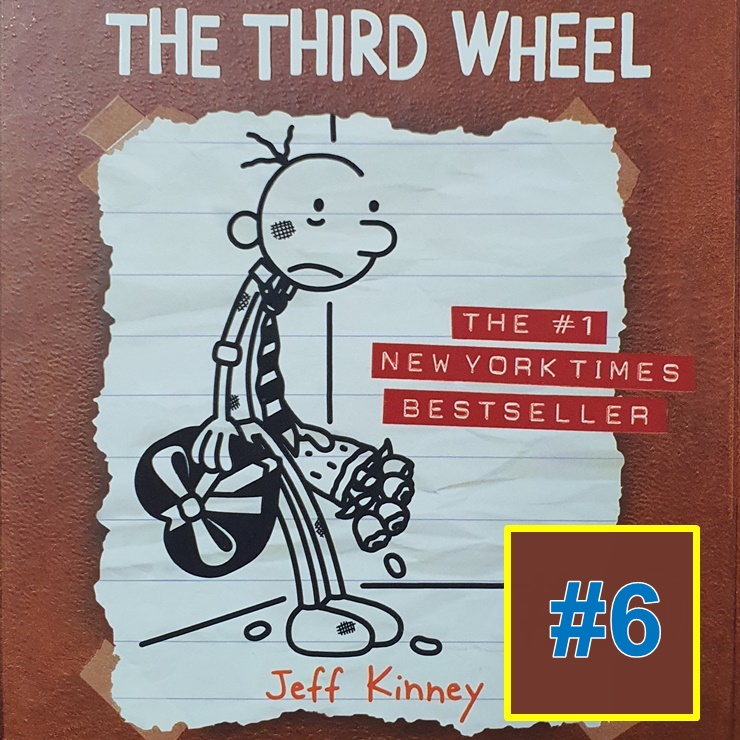 THE THIRD WHEEL
THE #1
NEW YORK TIMES
BESTSELLER
#6
Jeff Kinney